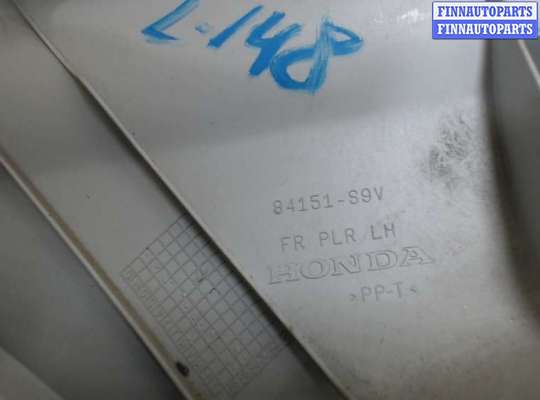 FINNAUTOPARTS
FINNAUTOPARTS
L-148
84151-S9V
FR PLR LH
HONDA
>PP-T<